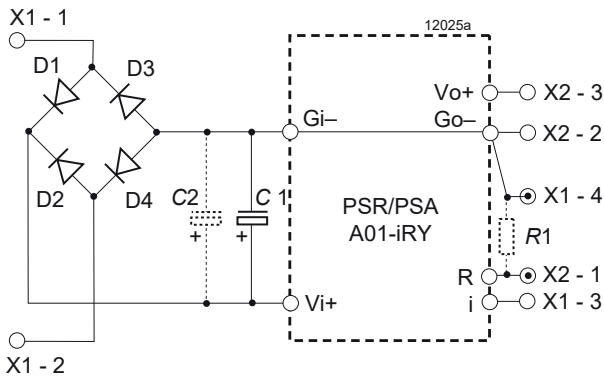 X1 - 1
12025a
D1
D3
Vo+
X2 - 3
Gi–
Go–
X2 - 2
D2
D4
C2
C 1
PSR/PSA
A01-iRY
X1 - 4
R1
+
+
R
X2 - 1
Vi+
i
X1 - 3
X1 - 2